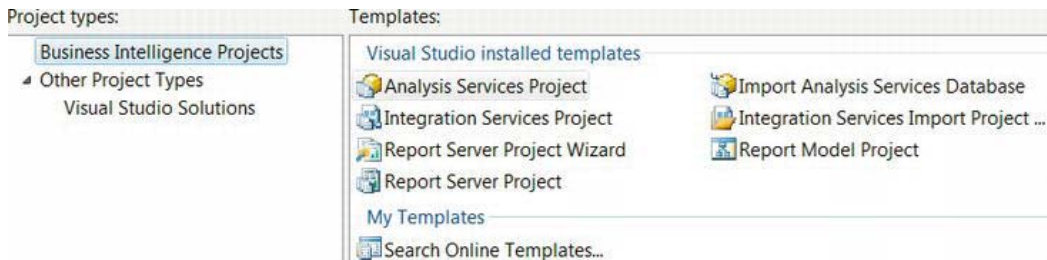 Project types:
Templates:
Business Intelligence Projects
Other Project Types
Visual Studio Solutions
Visual Studio installed templates
Analysis Services Project
Import Analysis Services Database
Integration Services Project
Integration Services Import Project ...
Report Server Project Wizard
Report Model Project
Report Server Project
My Templates
Search Online Templates...